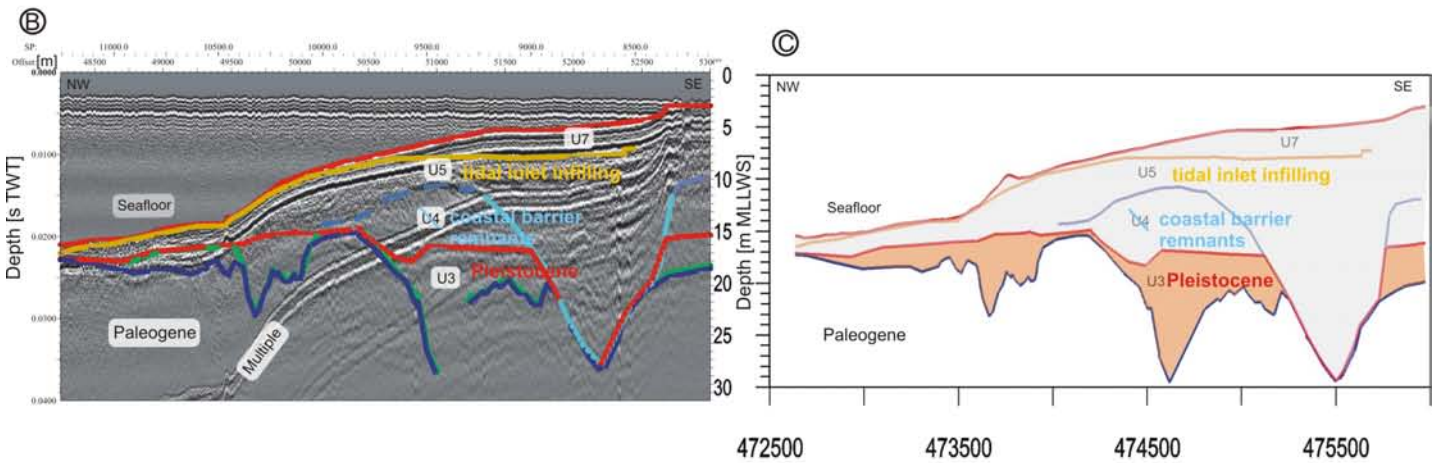 B
SP: 11000.0 10500.0 10000.0 9500.0 9000.0 8500.0
Offset: [m] 48500 49000 49500 50000 50500 51000 51500 52000 52500
0.0000
0.0100
0.0200
0.0300
0.0400
Depth [s TWT]
NW
SE
U7
U5
tidal inlet infilling
Seafloor
U4
coastal barrier
remnants
U3
Pleistocene
Paleogene
Multiple
0
5
10
15
20
25
30
Depth [m MLLWS]
C
NW
SE
U7
U5
tidal inlet infilling
Seafloor
U4
coastal barrier
remnants
U3
Pleistocene
Paleogene
472500 473500 474500 475500